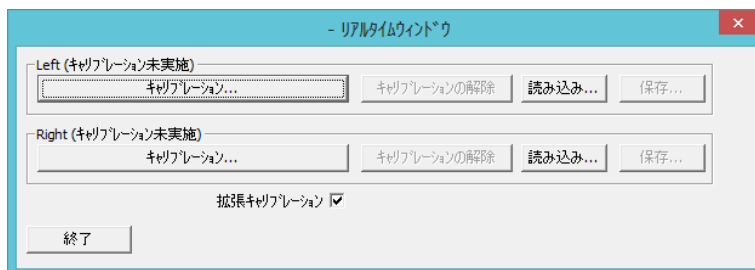 - ﾘｱﾙﾀｲﾑｳｨﾝﾄﾞｳ
Left (ｷｬﾘﾌﾞﾚｰｼｮﾝ未実施)
ｷｬﾘﾌﾞﾚｰｼｮﾝ... ｷｬﾘﾌﾞﾚｰｼｮﾝの解除 読み込み... 保存...
Right (ｷｬﾘﾌﾞﾚｰｼｮﾝ未実施)
ｷｬﾘﾌﾞﾚｰｼｮﾝ... ｷｬﾘﾌﾞﾚｰｼｮﾝの解除 読み込み... 保存...
拡張ｷｬﾘﾌﾞﾚｰｼｮﾝ
終了